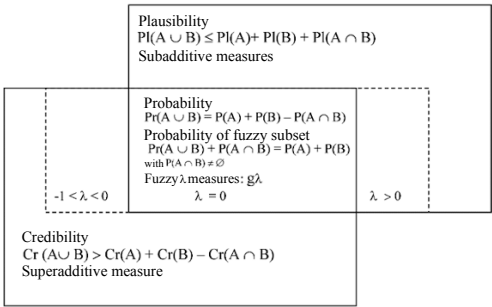 Plausibility
Pl(A ∪ B) ≤ Pl(A)+ Pl(B) + Pl(A ∩ B)
Subadditive measures
Probability
Pr(A ∪ B) = P(A) + P(B) – P(A ∩ B)
Probability of fuzzy subset
Pr(A ∪ B) + P(A ∩ B) = P(A) + P(B)
with P(A ∩ B) ≠ ∅
Fuzzy λ measures: gλ
-1 < λ < 0 λ = 0 λ > 0
Credibility
Cr (A∪ B) > Cr(A) + Cr(B) – Cr(A ∩ B)
Superadditive measure